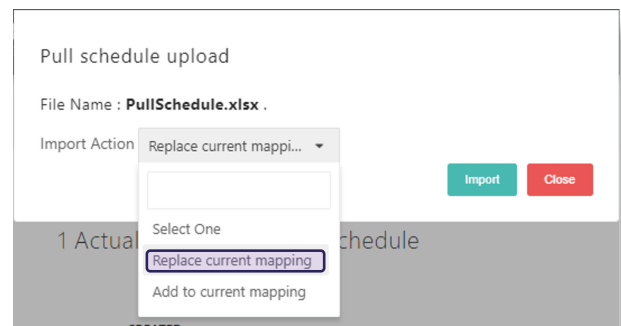 Pull schedule upload
File Name : PullSchedule.xlsx .
Import Action Replace current mappi...
Import Close
Select One
1 Actual chedule
Replace current mapping
Add to current mapping